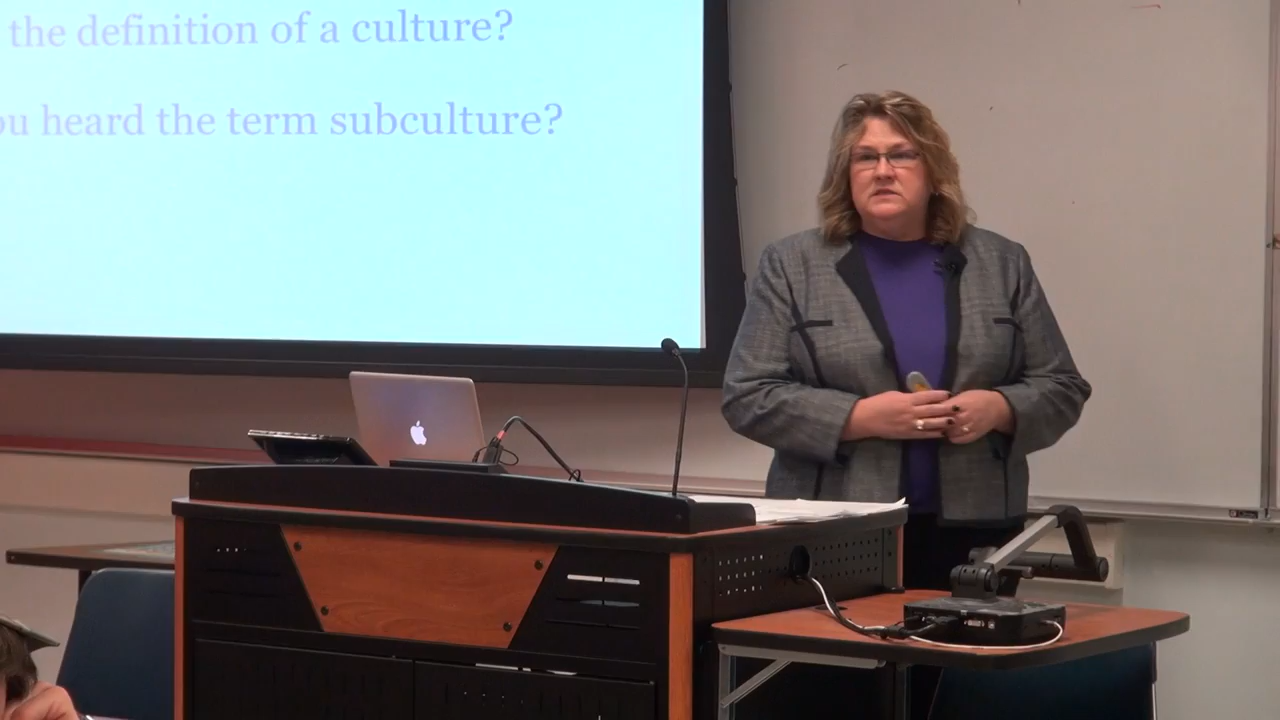 the definition of a culture?
ou heard the term subculture?